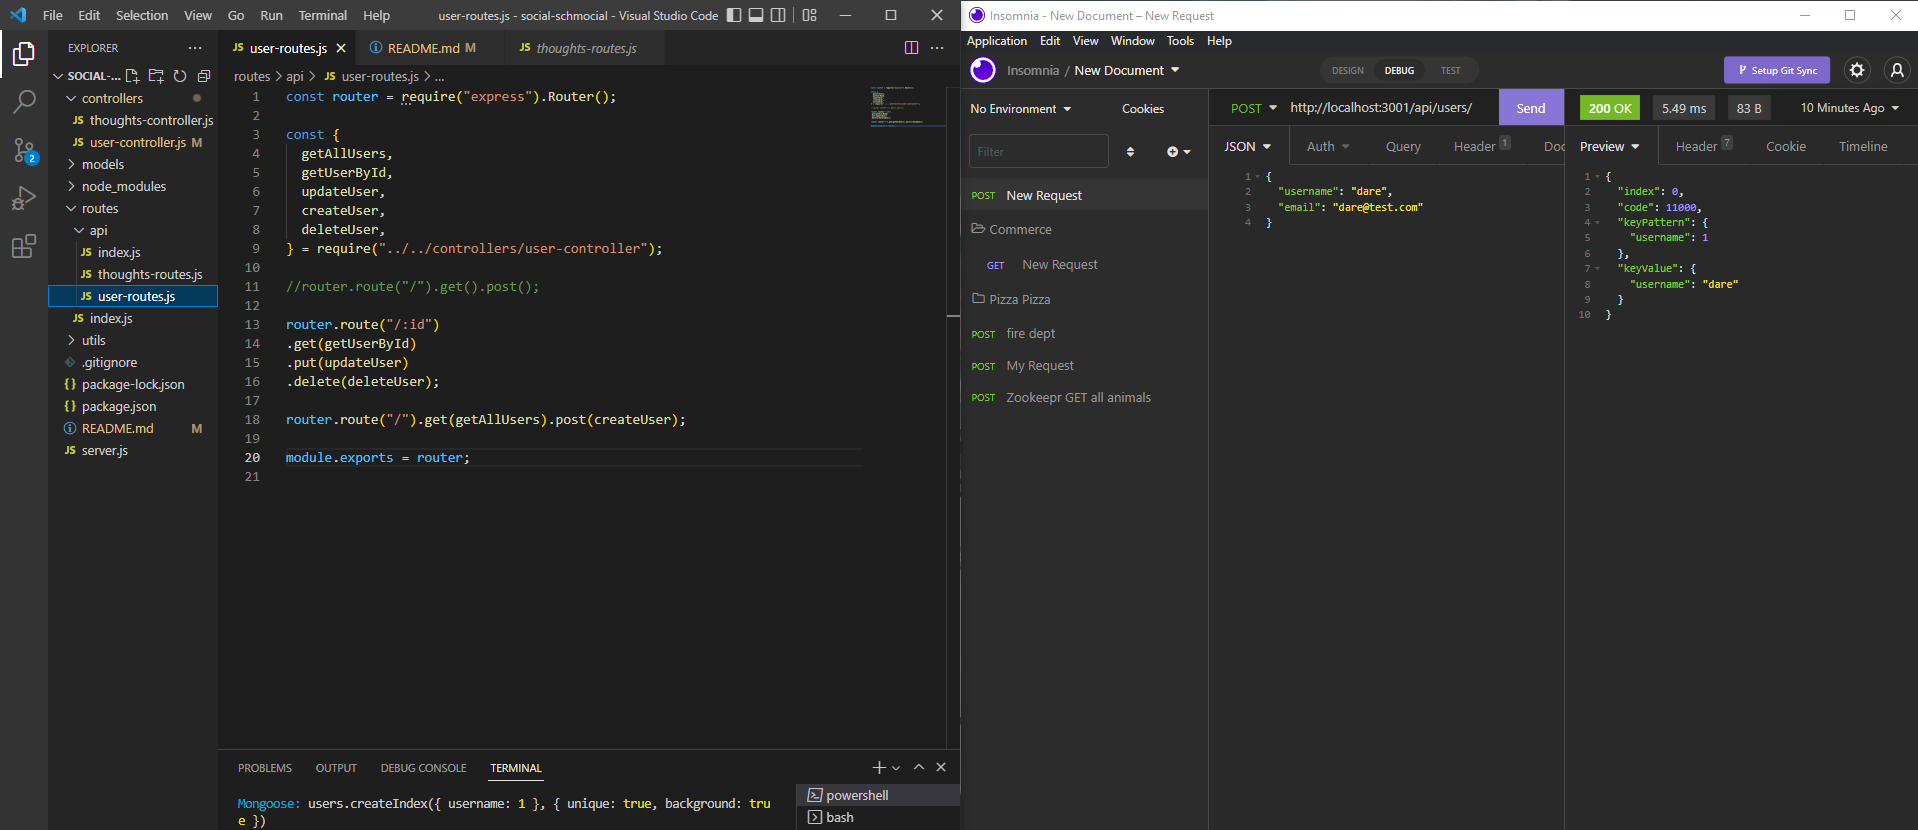 File Edit Selection View Go Run Terminal Help user-routes.js - social-schmocial - Visual Studio Code
EXPLORER
SOCIAL-...
controllers
thoughts-controller.js
user-controller.js M
models
node_modules
routes
api
JS index.js
JS thoughts-routes.js
JS user-routes.js
JS index.js
utils
.gitignore
{} package-lock.json
{} package.json
README.md M
JS server.js
2
JS user-routes.js README.md M JS thoughts-routes.js
routes > api > JS user-routes.js > ...
1 const router = require("express").Router();
2
3 const {
4 getAllUsers,
5 getUserById,
6 updateUser,
7 createUser,
8 deleteUser,
9 } = require("../../controllers/user-controller");
10
11 //router.route("/").get().post();
12
13 router.route("/:id")
14 .get(getUserById)
15 .put(updateUser)
16 .delete(deleteUser);
17
18 router.route("/").get(getAllUsers).post(createUser);
19
20 module.exports = router;
21
PROBLEMS OUTPUT DEBUG CONSOLE TERMINAL
Mongoose: users.createIndex({ username: 1 }, { unique: true, background: tru
e })
powershell
bash
Insomnia - New Document – New Request
Application Edit View Window Tools Help
Insomnia / New Document DESIGN DEBUG TEST Setup Git Sync
No Environment Cookies
Filter
POST New Request
Commerce
GET New Request
Pizza Pizza
POST fire dept
POST My Request
POST Zookeepr GET all animals
POST http://localhost:3001/api/users/ Send
JSON Auth Query Header 1 Doc
1 {
2 "username": "dare",
3 "email": "dare@test.com"
4 }
200 OK 5.49 ms 83 B 10 Minutes Ago
Preview Header 7 Cookie Timeline
1 {
2 "index": 0,
3 "code": 11000,
4 "keyPattern": {
5 "username": 1
6 },
7 "keyValue": {
8 "username": "dare"
9 }
10 }